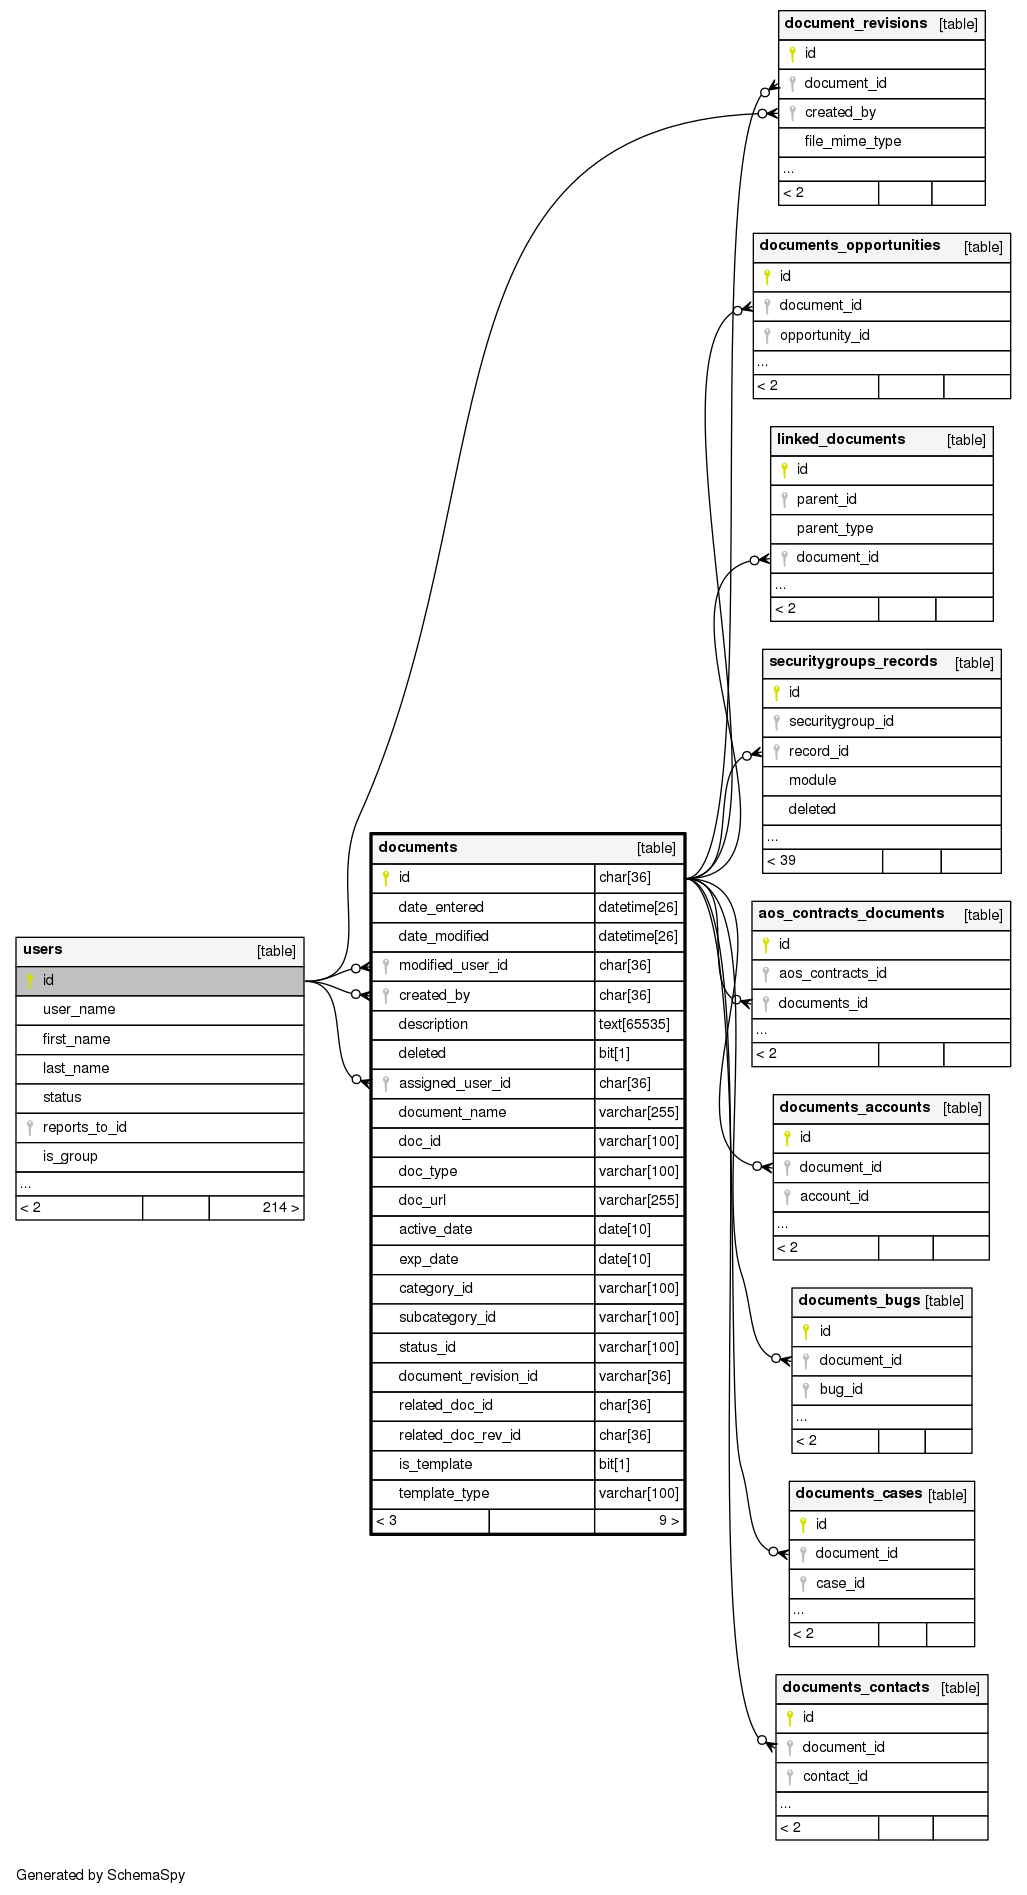 document_revisions [table]
id
document_id
created_by
file_mime_type
...
< 2
documents_opportunities [table]
id
document_id
opportunity_id
...
< 2
linked_documents [table]
id
parent_id
parent_type
document_id
...
< 2
securitygroups_records [table]
id
securitygroup_id
record_id
module
deleted
...
< 39
documents [table]
id char[36]
date_entered datetime[26]
date_modified datetime[26]
modified_user_id char[36]
created_by char[36]
description text[65535]
deleted bit[1]
assigned_user_id char[36]
document_name varchar[255]
doc_id varchar[100]
doc_type varchar[100]
doc_url varchar[255]
active_date date[10]
exp_date date[10]
category_id varchar[100]
subcategory_id varchar[100]
status_id varchar[100]
document_revision_id varchar[36]
related_doc_id char[36]
related_doc_rev_id char[36]
is_template bit[1]
template_type varchar[100]
< 3 9 >
users [table]
id
user_name
first_name
last_name
status
reports_to_id
is_group
...
< 2 214 >
aos_contracts_documents [table]
id
aos_contracts_id
documents_id
...
< 2
documents_accounts [table]
id
document_id
account_id
...
< 2
documents_bugs [table]
id
document_id
bug_id
...
< 2
documents_cases [table]
id
document_id
case_id
...
< 2
documents_contacts [table]
id
document_id
contact_id
...
< 2
Generated by SchemaSpy